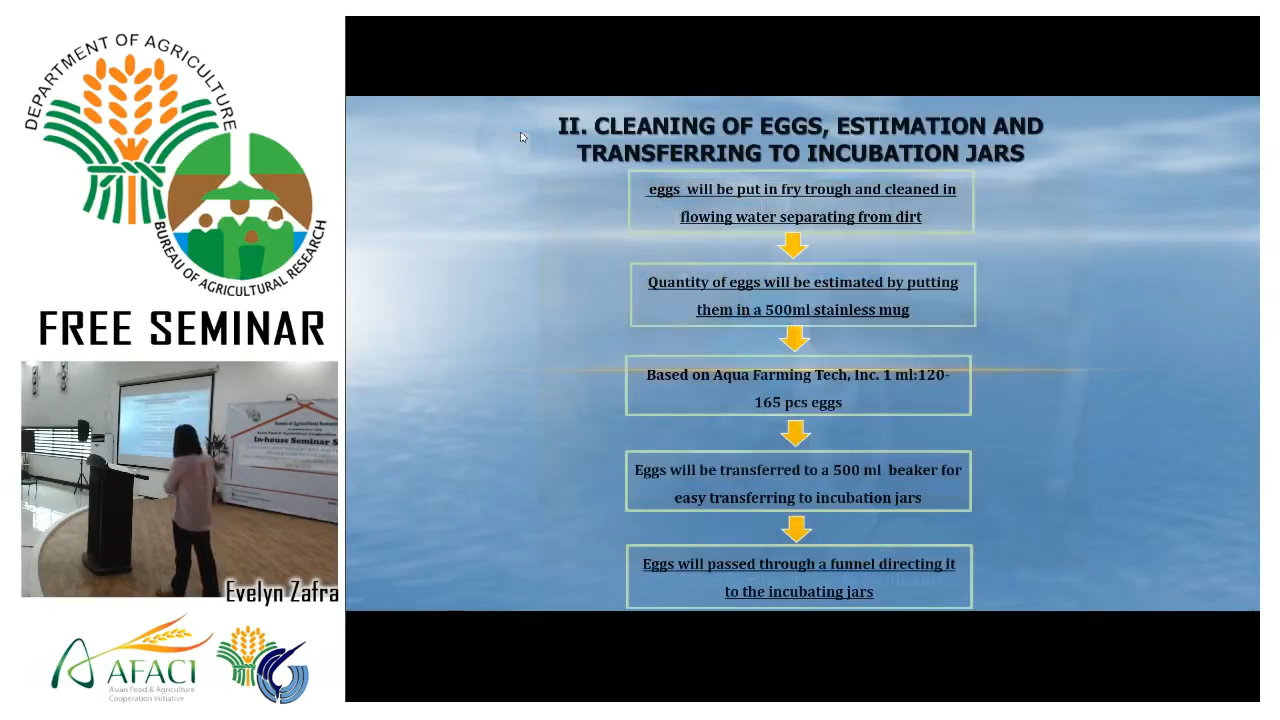 DEPARTMENT OF AGRICULTURE
BUREAU OF AGRICULTURAL RESEARCH
FREE SEMINAR
In-house Seminar S
Evelyn Zafra
AFACI
Asian Food & Agriculture
Cooperation Initiative
II. CLEANING OF EGGS, ESTIMATION AND
TRANSFERRING TO INCUBATION JARS
eggs will be put in fry trough and cleaned in
flowing water separating from dirt
Quantity of eggs will be estimated by putting
them in a 500ml stainless mug
Based on Aqua Farming Tech, Inc. 1 ml:120-
165 pcs eggs
Eggs will be transferred to a 500 ml beaker for
easy transferring to incubation jars
Eggs will passed through a funnel directing it
to the incubating jars